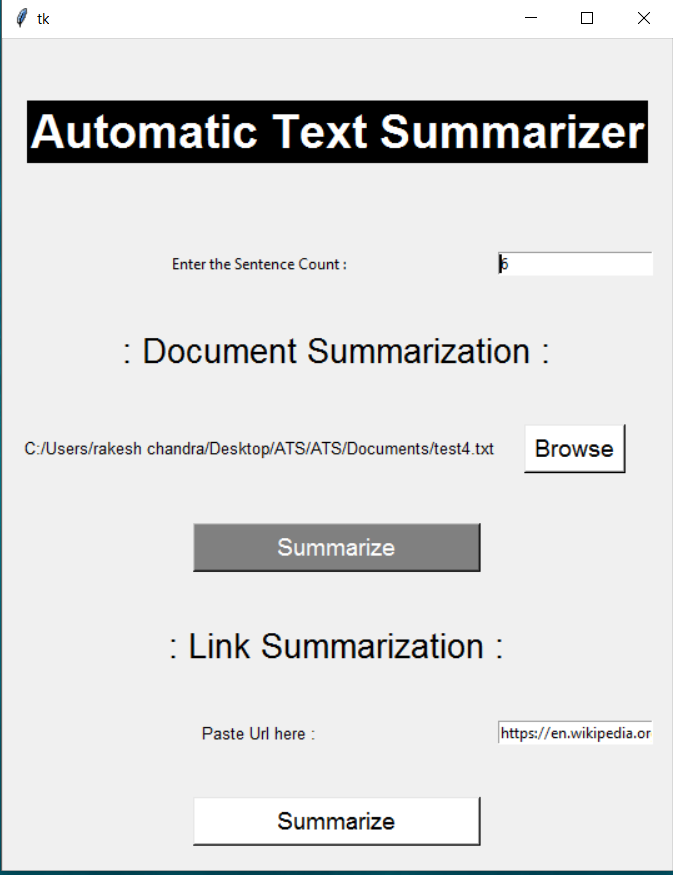 tk
Automatic Text Summarizer
Enter the Sentence Count :
6
: Document Summarization :
C:/Users/rakesh chandra/Desktop/ATS/ATS/Documents/test4.txt
Browse
Summarize
: Link Summarization :
Paste Url here :
https://en.wikipedia.or
Summarize